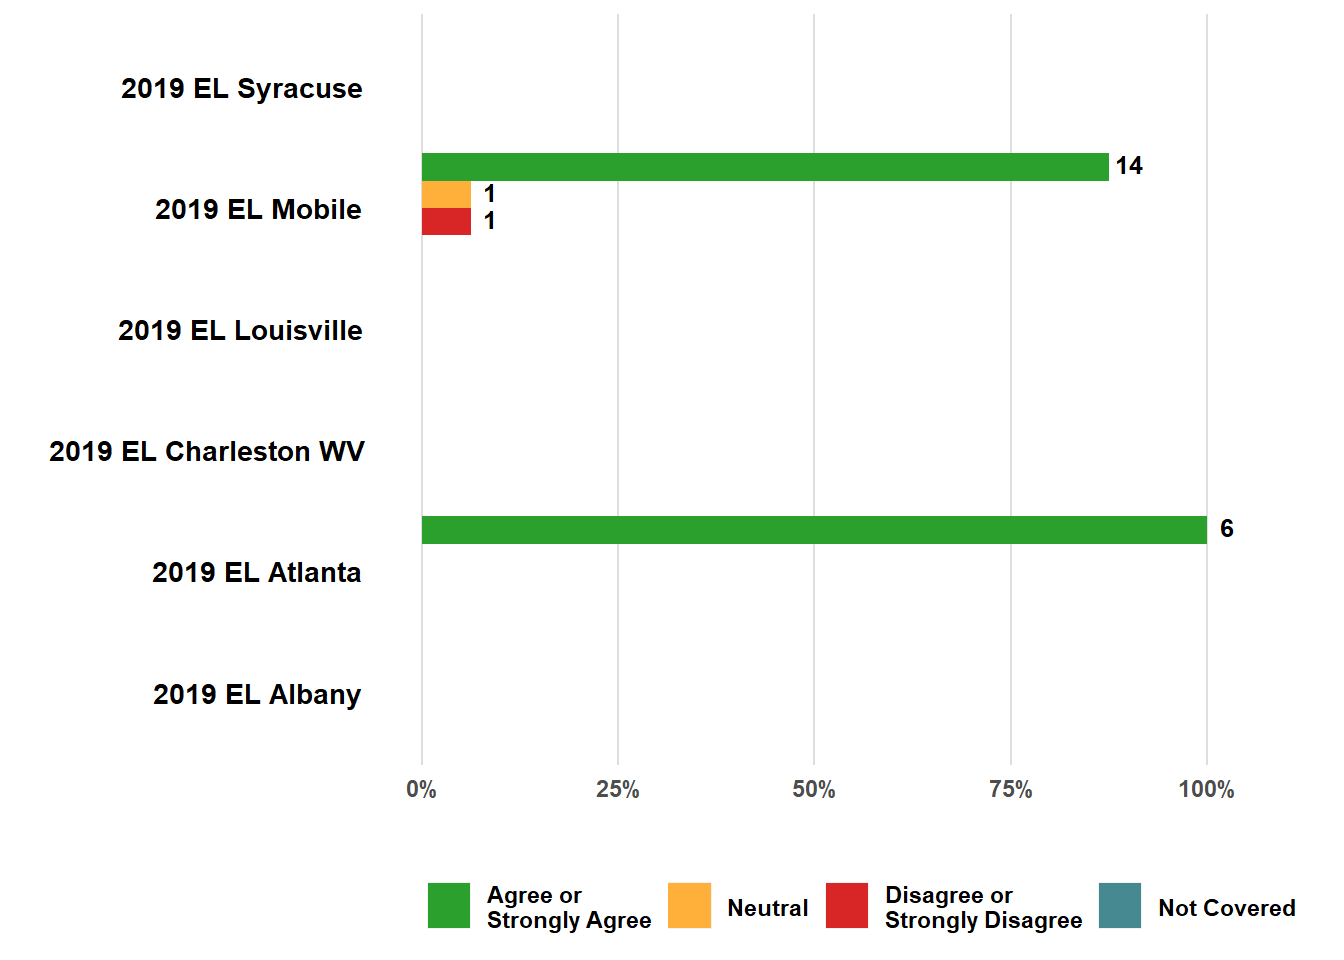 2019 EL Syracuse
14
1
2019 EL Mobile
1
2019 EL Louisville
2019 EL Charleston WV
6
2019 EL Atlanta
2019 EL Albany
0% 25% 50% 75% 100%
Agree or
Strongly Agree
Neutral
Disagree or
Strongly Disagree
Not Covered